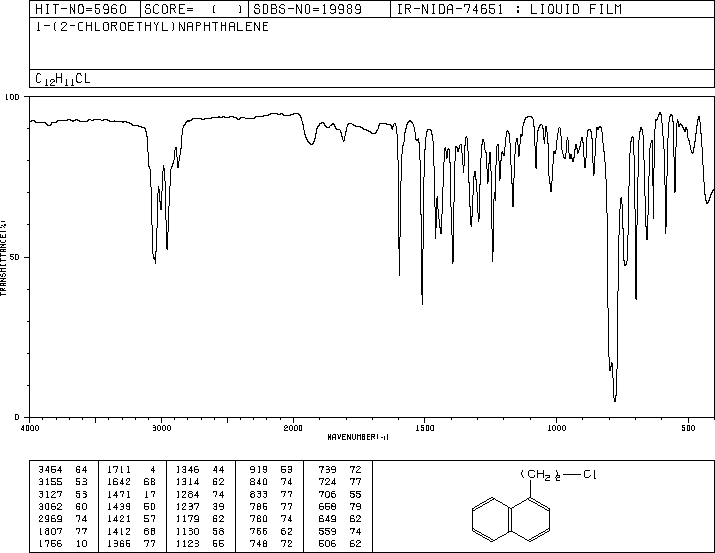 HIT-NO=5960 SCORE= ( ) SDBS-NO=19989 IR-NIDA-74651 : LIQUID FILM
1-(2-CHLOROETHYL)NAPHTHALENE
C12H11CL
100
50
0
TRANSMITTANCE(%)
4000 3000 2000 1500 1000 500
WAVENUMBER(-1)
3464 64 1711 4 1346 44 919 63 739 72
3155 53 1642 68 1314 62 840 74 724 77
3127 53 1471 17 1284 74 833 77 706 55
3062 60 1439 60 1237 39 786 77 668 79
2969 74 1421 57 1179 62 780 74 649 62
1807 77 1412 68 1130 58 766 62 559 74
1766 10 1366 77 1123 66 748 72 506 62
(CH2)2—Cl